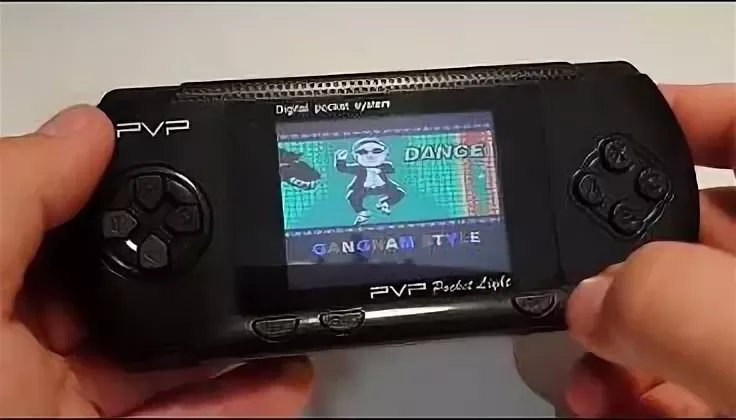 Digital pocket system
PVP
DANCE
GANGNAM STYLE
PVP Pocket Light